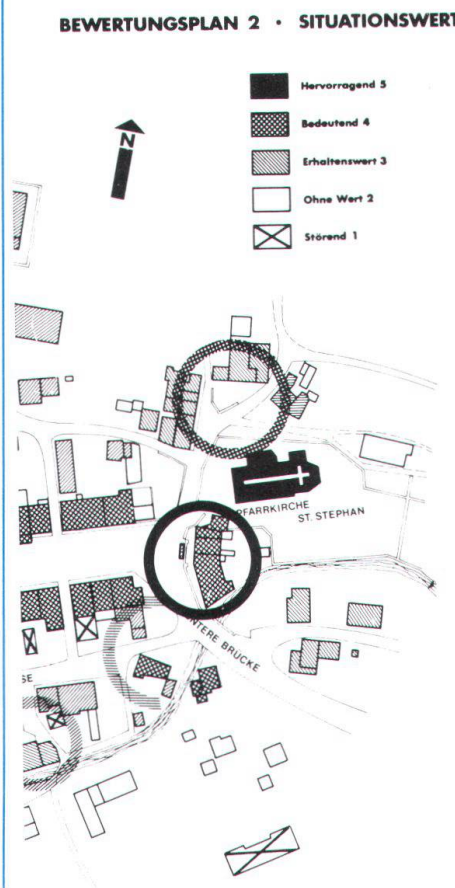 BEWERTUNGSPLAN 2 · SITUATIONSWERT
Hervorragend 5
Bedeutend 4
Erhaltenswert 3
Ohne Wert 2
Störend 1
N
PFARRKIRCHE
ST. STEPHAN
NTERE BRÜCKE
SE